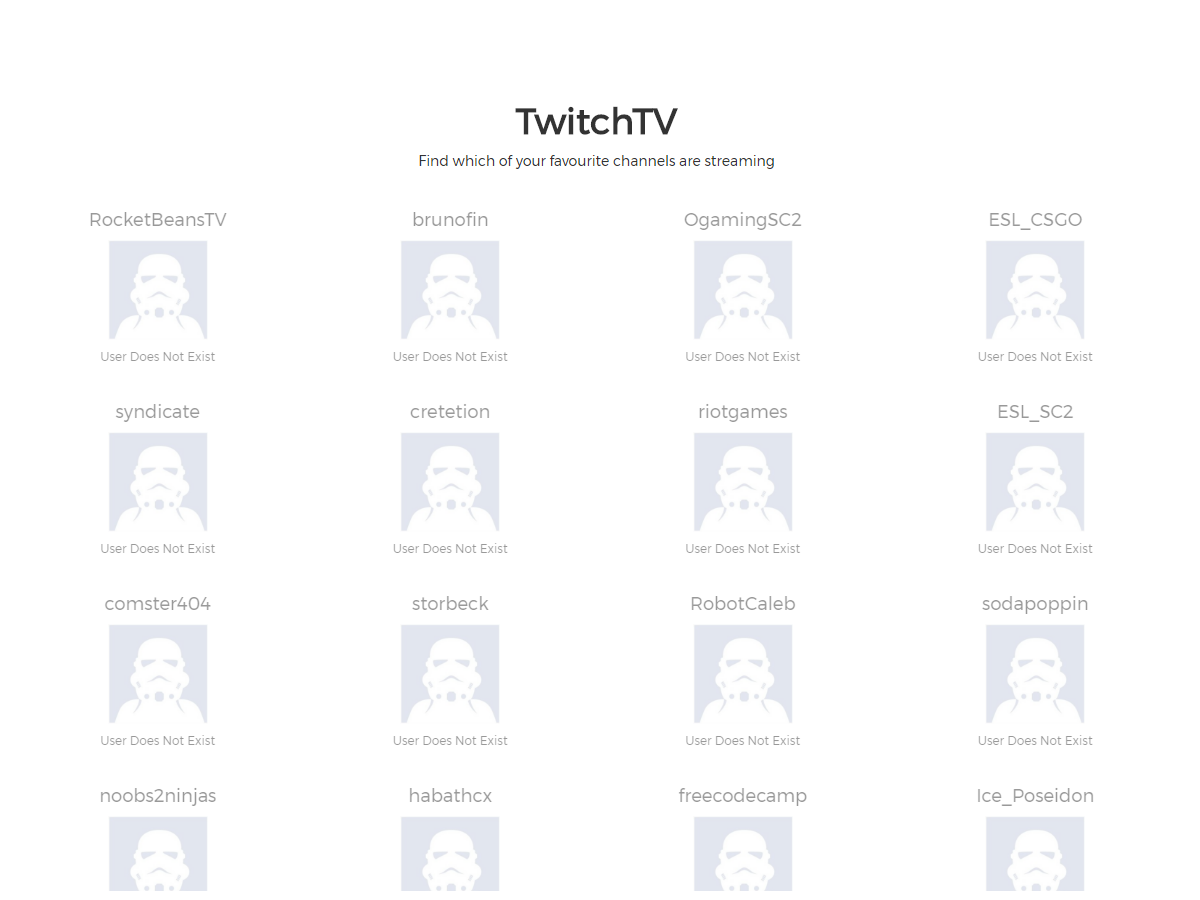 TwitchTV
Find which of your favourite channels are streaming
RocketBeansTV
brunofin
OgamingSC2
ESL_CSGO
User Does Not Exist
User Does Not Exist
User Does Not Exist
User Does Not Exist
syndicate
cretetion
riotgames
ESL_SC2
User Does Not Exist
User Does Not Exist
User Does Not Exist
User Does Not Exist
comster404
storbeck
RobotCaleb
sodapoppin
User Does Not Exist
User Does Not Exist
User Does Not Exist
User Does Not Exist
noobs2ninjas
habathcx
freecodecamp
Ice_Poseidon